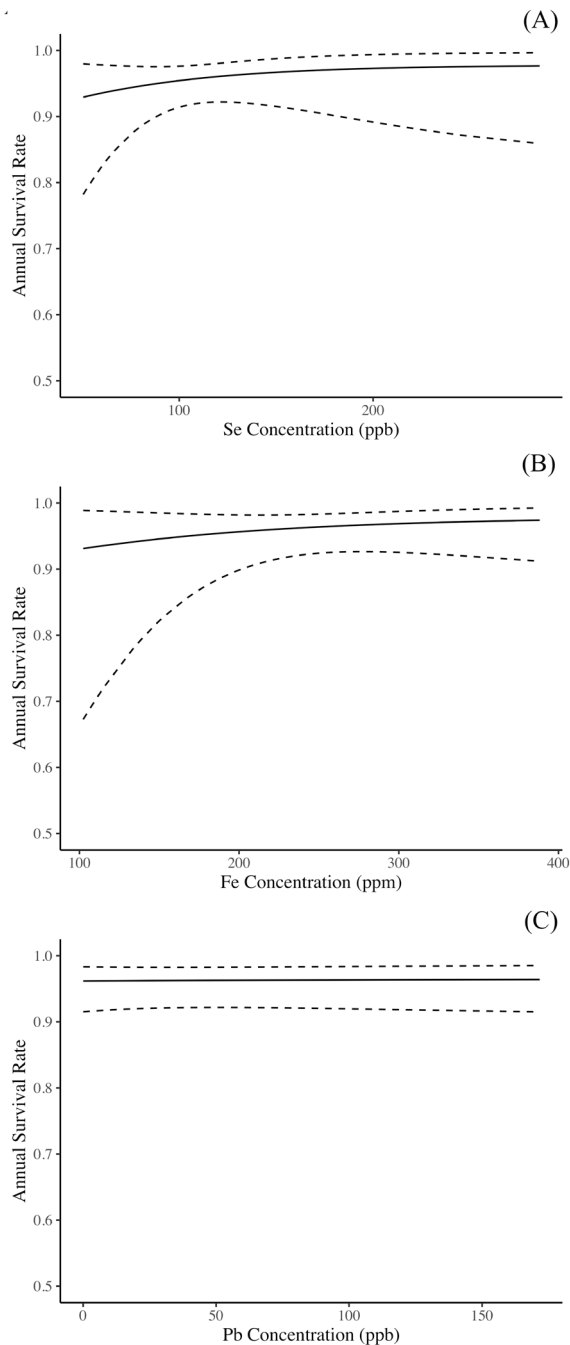 (A)
1.0
0.9
0.8
0.7
0.6
0.5
Annual Survival Rate
100 200
Se Concentration (ppb)
(B)
1.0
0.9
0.8
0.7
0.6
0.5
Annual Survival Rate
100 200 300 400
Fe Concentration (ppm)
(C)
1.0
0.9
0.8
0.7
0.6
0.5
Annual Survival Rate
0 50 100 150
Pb Concentration (ppb)